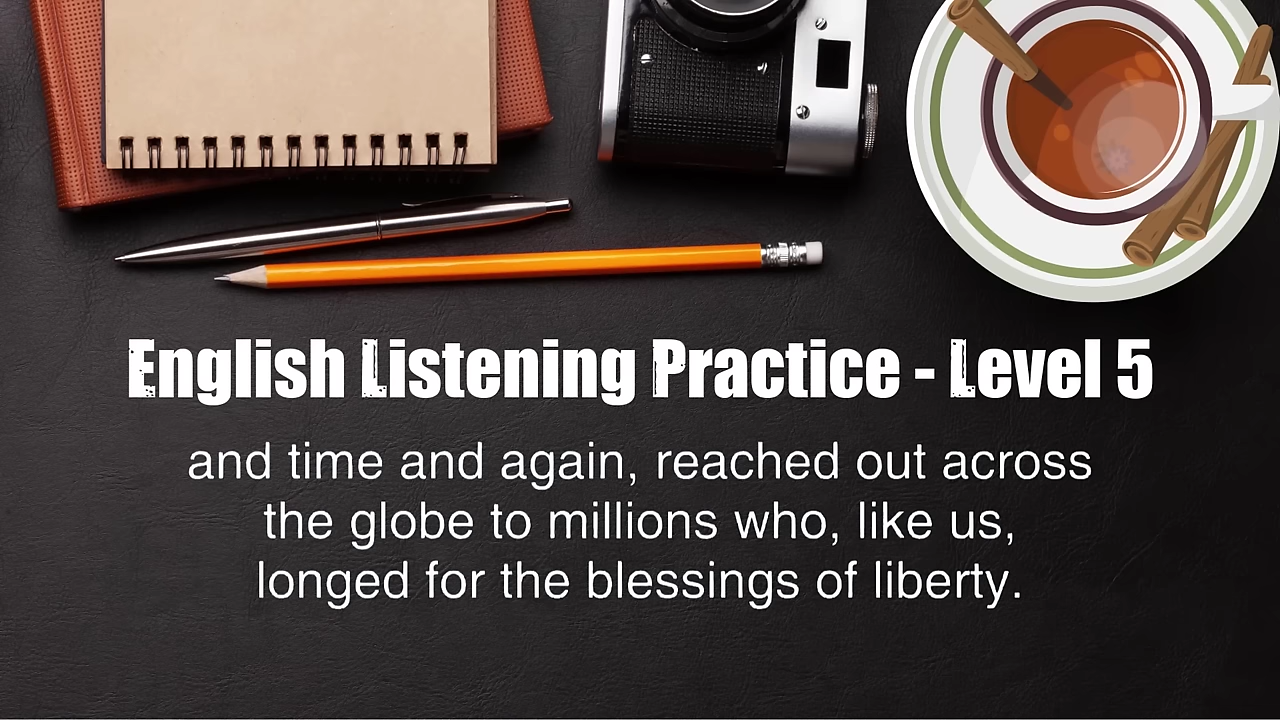 English Listening Practice - Level 5
and time and again, reached out across
the globe to millions who, like us,
longed for the blessings of liberty.